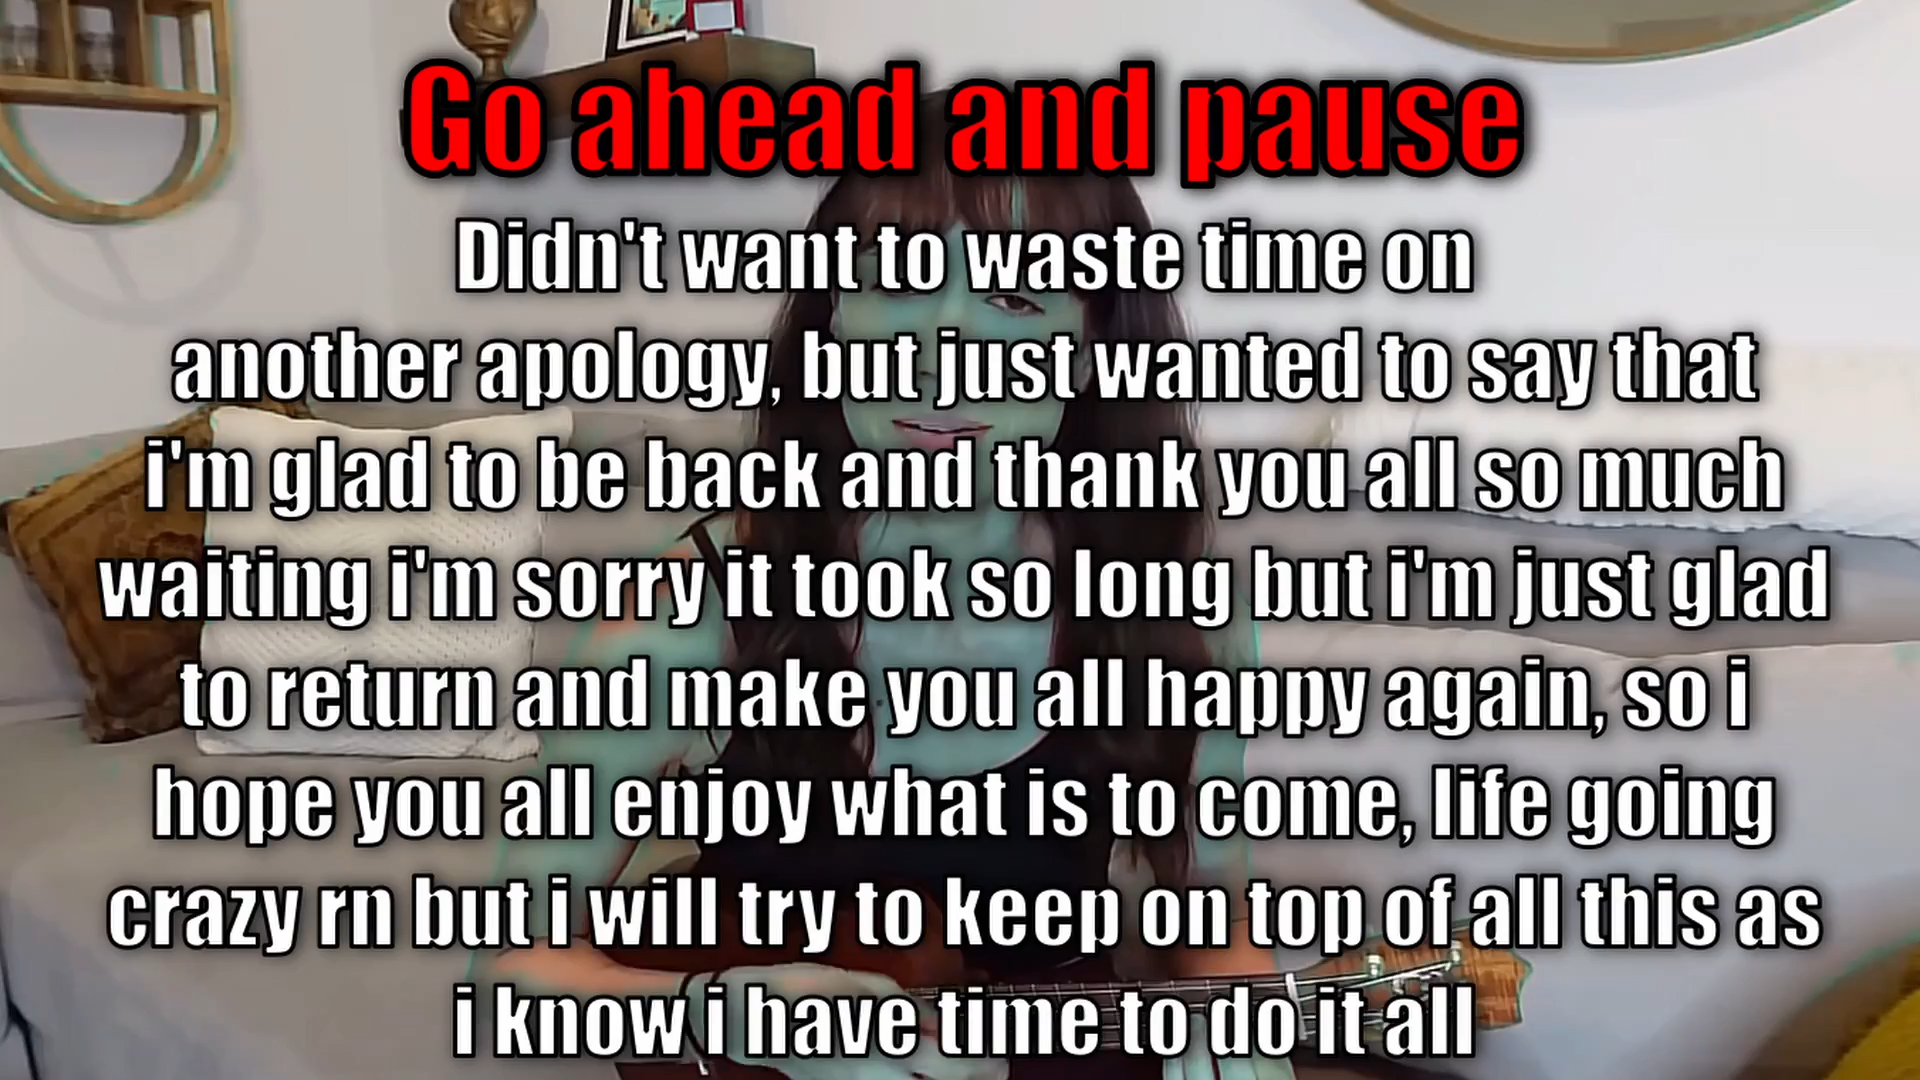 Go ahead and pause
Didn't want to waste time on
another apology, but just wanted to say that
i'm glad to be back and thank you all so much
waiting i'm sorry it took so long but i'm just glad
to return and make you all happy again, so i
hope you all enjoy what is to come, life going
crazy rn but i will try to keep on top of all this as
i know i have time to do it all